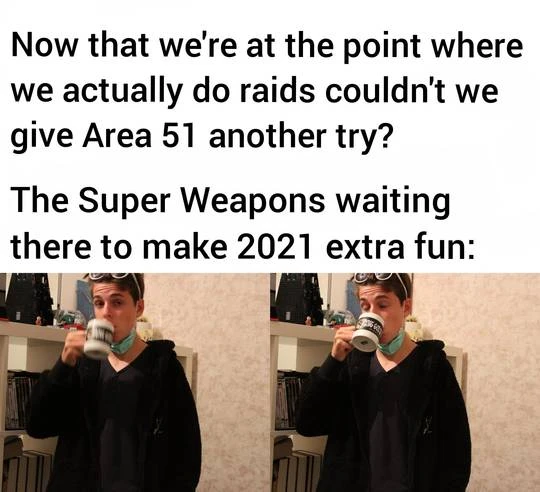 Now that we're at the point where
we actually do raids couldn't we
give Area 51 another try?
The Super Weapons waiting
there to make 2021 extra fun: